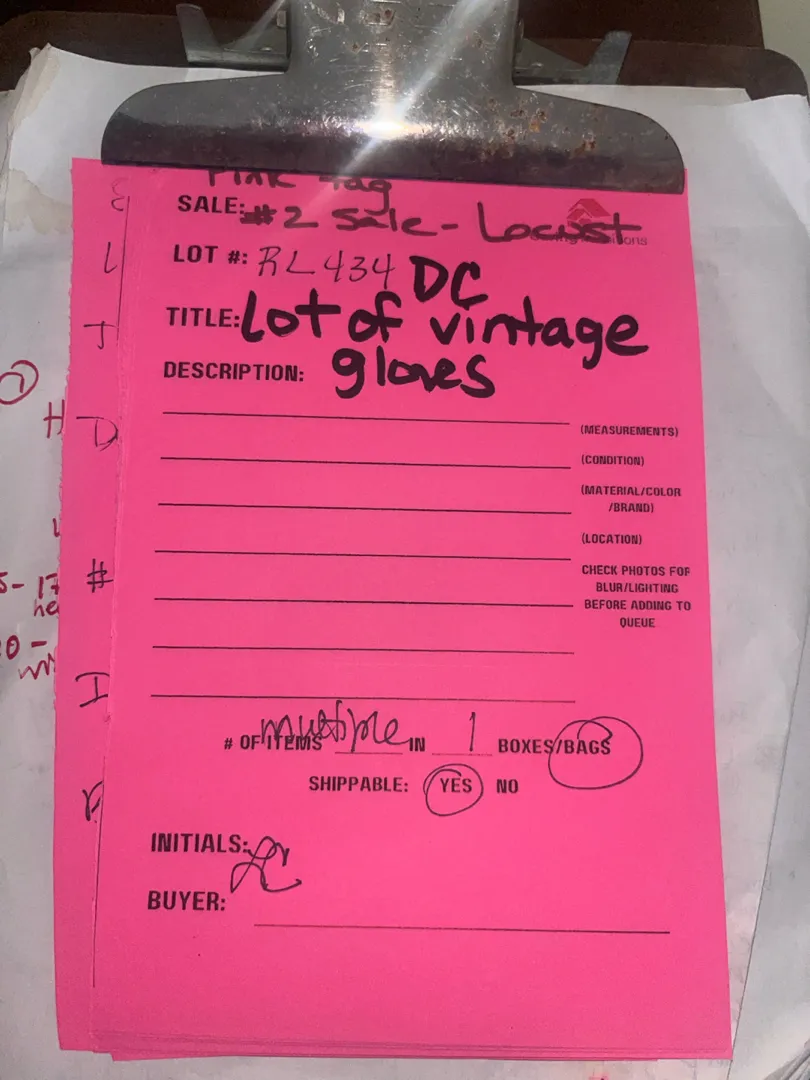 Pink Tag
SALE: #2 Sale - Locust
LOT #: RL434 DC
TITLE: Lot of vintage
DESCRIPTION: gloves
(MEASUREMENTS)
(CONDITION)
(MATERIAL/COLOR
/BRAND)
(LOCATION)
CHECK PHOTOS FOR
BLUR/LIGHTING
BEFORE ADDING TO
QUEUE
# OF ITEMS multiple IN 1 BOXES/BAGS
SHIPPABLE: YES NO
INITIALS: LC
BUYER: